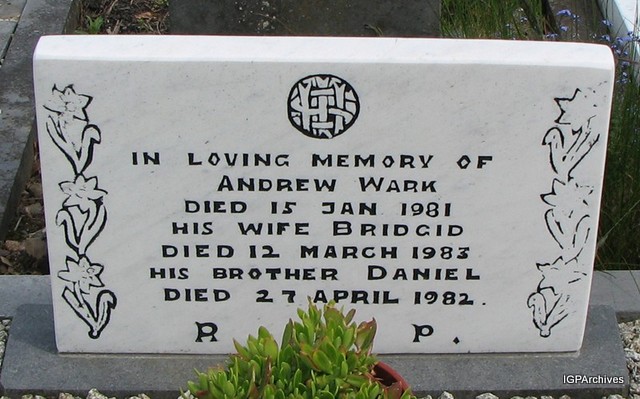 IHS
IN LOVING MEMORY OF
ANDREW WARK
DIED 15 JAN 1981
HIS WIFE BRIDGID
DIED 12 MARCH 1983
HIS BROTHER DANIEL
DIED 27 APRIL 1982.
R P.
IGPArchives